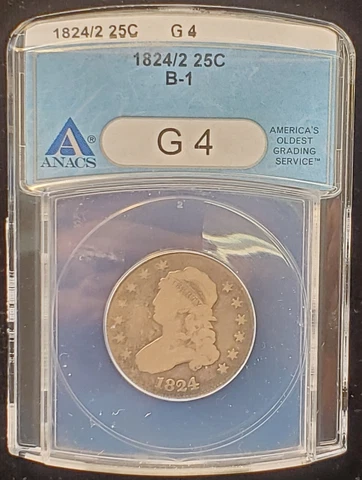 1824/2 25C G 4
1824/2 25C
B-1
G 4
ANACS®
AMERICA'S
OLDEST
GRADING
SERVICE™
1824